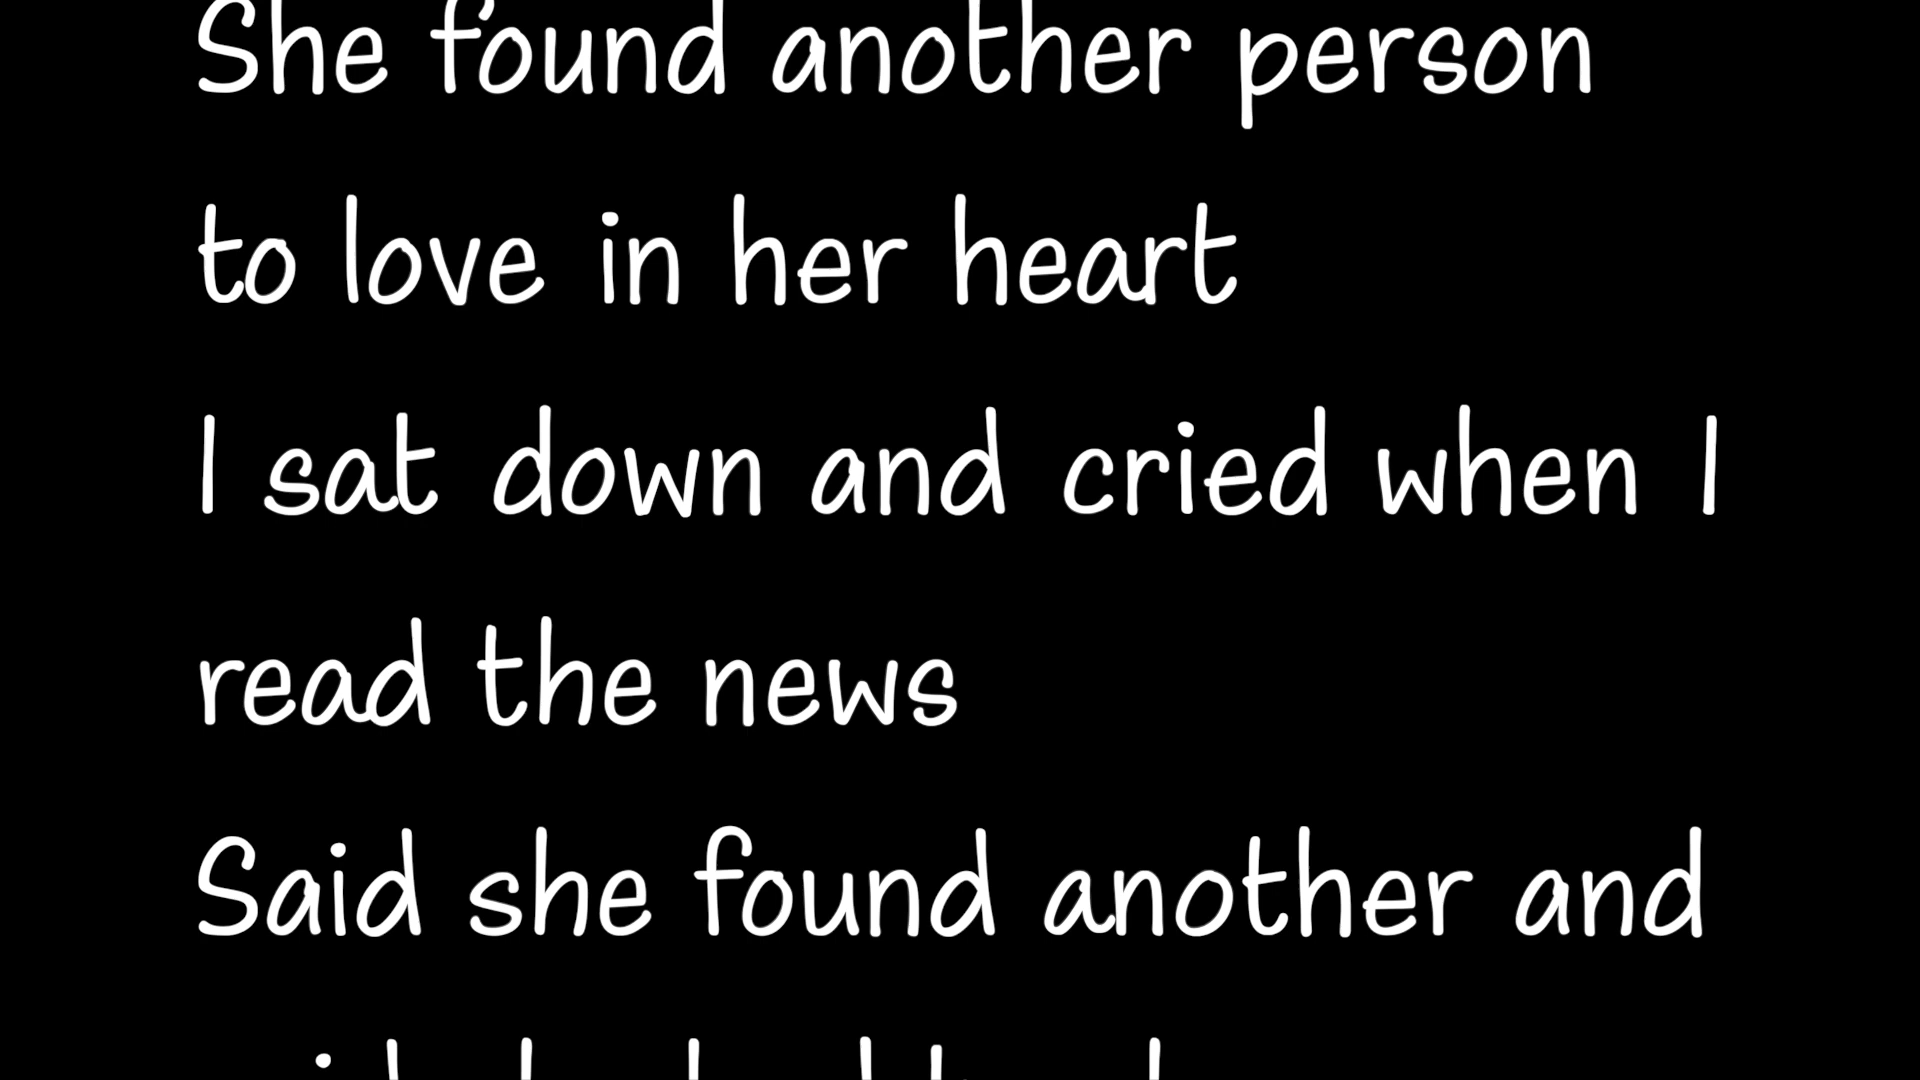 She found another person
to love in her heart
I sat down and cried when I
read the news
Said she found another and